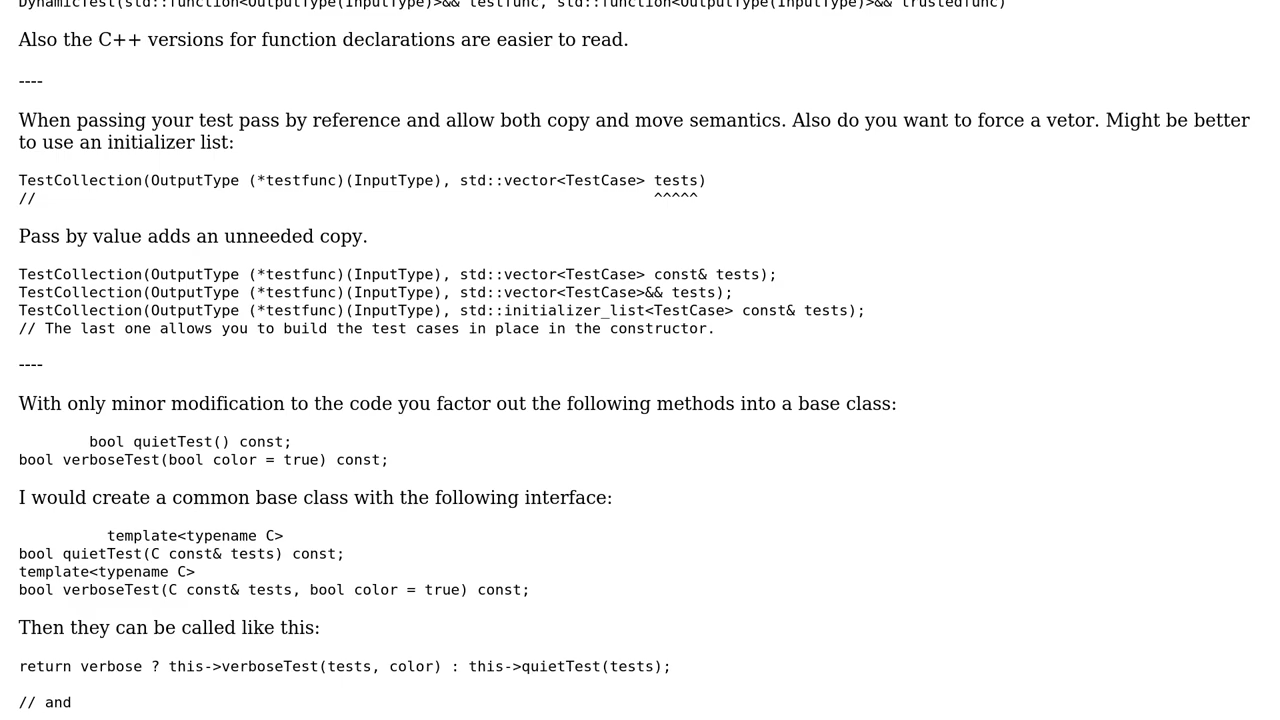 DynamicTest(std::function<OutputType(InputType)>&& testfunc, std::function<OutputType(InputType)>&& trustedfunc)
Also the C++ versions for function declarations are easier to read.
----
When passing your test pass by reference and allow both copy and move semantics. Also do you want to force a vetor. Might be better
to use an initializer list:
TestCollection(OutputType (*testfunc)(InputType), std::vector<TestCase> tests)
//                                                                      ^^^^^
Pass by value adds an unneeded copy.
TestCollection(OutputType (*testfunc)(InputType), std::vector<TestCase> const& tests);
TestCollection(OutputType (*testfunc)(InputType), std::vector<TestCase>&& tests);
TestCollection(OutputType (*testfunc)(InputType), std::initializer_list<TestCase> const& tests);
// The last one allows you to build the test cases in place in the constructor.
----
With only minor modification to the code you factor out the following methods into a base class:
        bool quietTest() const;
bool verboseTest(bool color = true) const;
I would create a common base class with the following interface:
          template<typename C>
bool quietTest(C const& tests) const;
template<typename C>
bool verboseTest(C const& tests, bool color = true) const;
Then they can be called like this:
return verbose ? this->verboseTest(tests, color) : this->quietTest(tests);
// and